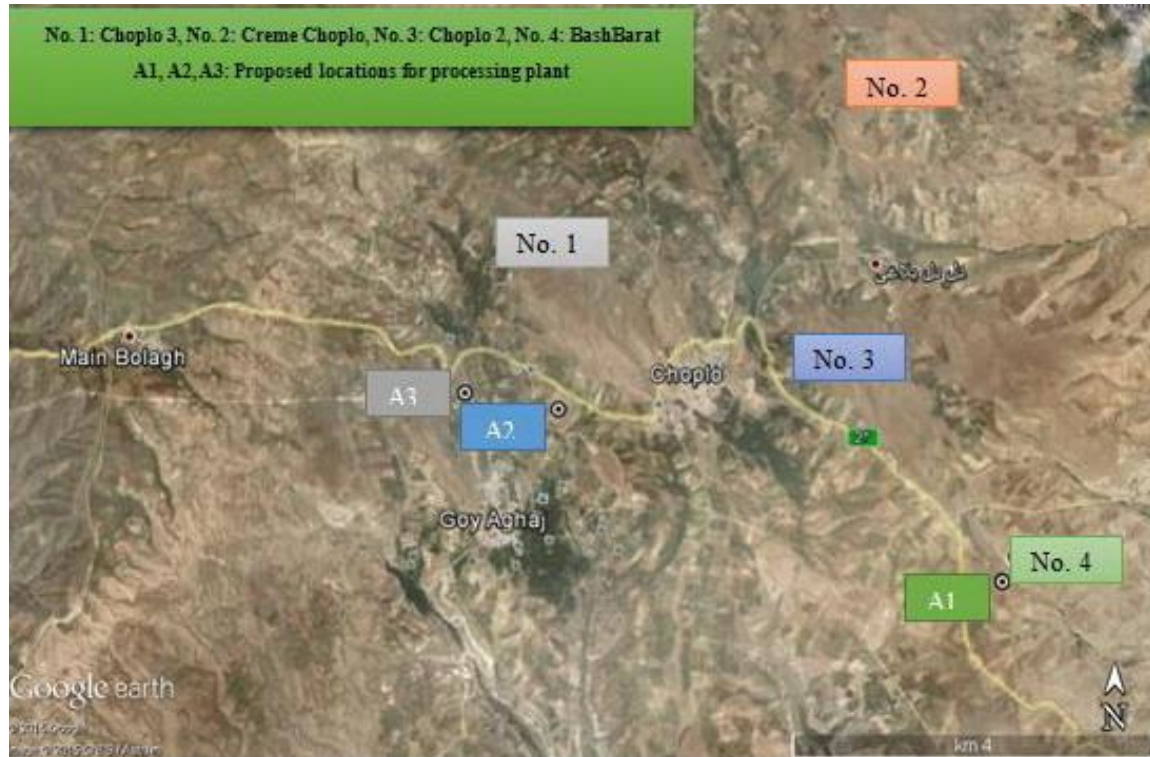 No. 1: Choplo 3, No. 2: Creme Choplo, No. 3: Choplo 2, No. 4: BashBarat
A1, A2, A3: Proposed locations for processing plant
No. 2
No. 1
Main Bolagh
No. 3
Choplo
A3
A2
Goy Aghaj
No. 4
A1
Google earth
N
km 4